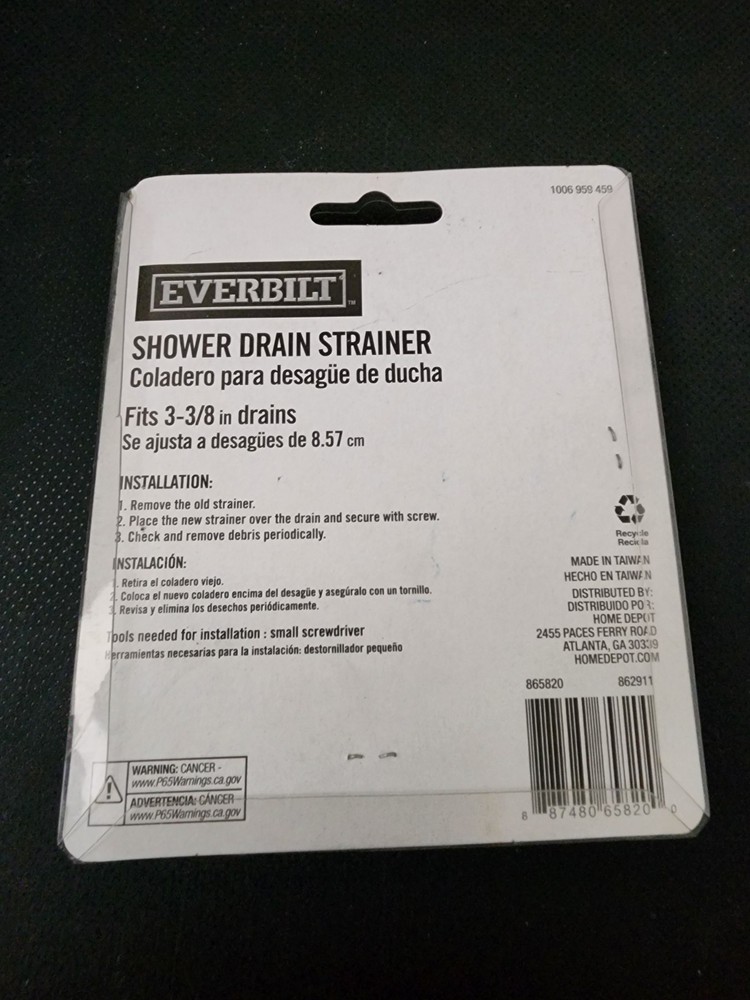 1006 959 459
EVERBILT™
SHOWER DRAIN STRAINER
Coladero para desagüe de ducha
Fits 3-3/8 in drains
Se ajusta a desagües de 8.57 cm
INSTALLATION:
1. Remove the old strainer.
2. Place the new strainer over the drain and secure with screw.
3. Check and remove debris periodically.
INSTALACIÓN:
1. Retira el coladero viejo.
2. Coloca el nuevo coladero encima del desagüe y asegúralo con un tornillo.
3. Revisa y elimina los desechos periódicamente.
Tools needed for installation : small screwdriver
Herramientas necesarias para la instalación: destornillador pequeño
Recycle
Recicla
MADE IN TAIWAN
HECHO EN TAIWAN
DISTRIBUTED BY:
DISTRIBUIDO POR:
HOME DEPOT
2455 PACES FERRY ROAD
ATLANTA, GA 30339
HOMEDEPOT.COM
865820 862911
8 87480 65820 0
WARNING: CANCER -
www.P65Warnings.ca.gov
ADVERTENCIA: CÁNCER -
www.P65Warnings.ca.gov